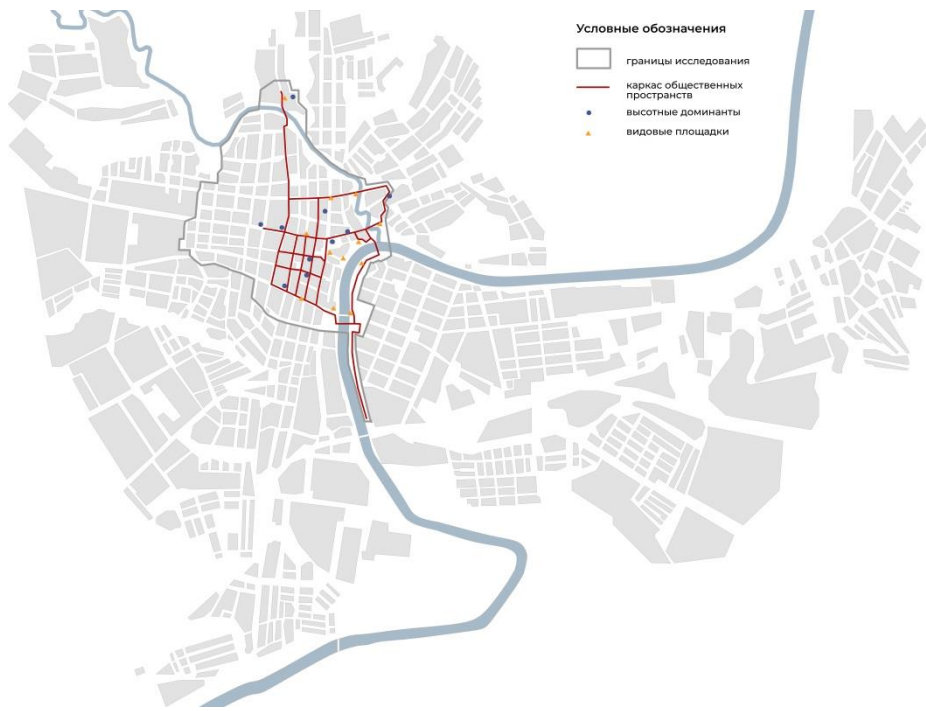 Условные обозначения
границы исследования
каркас общественных
пространств
высотные доминанты
видовые площадки